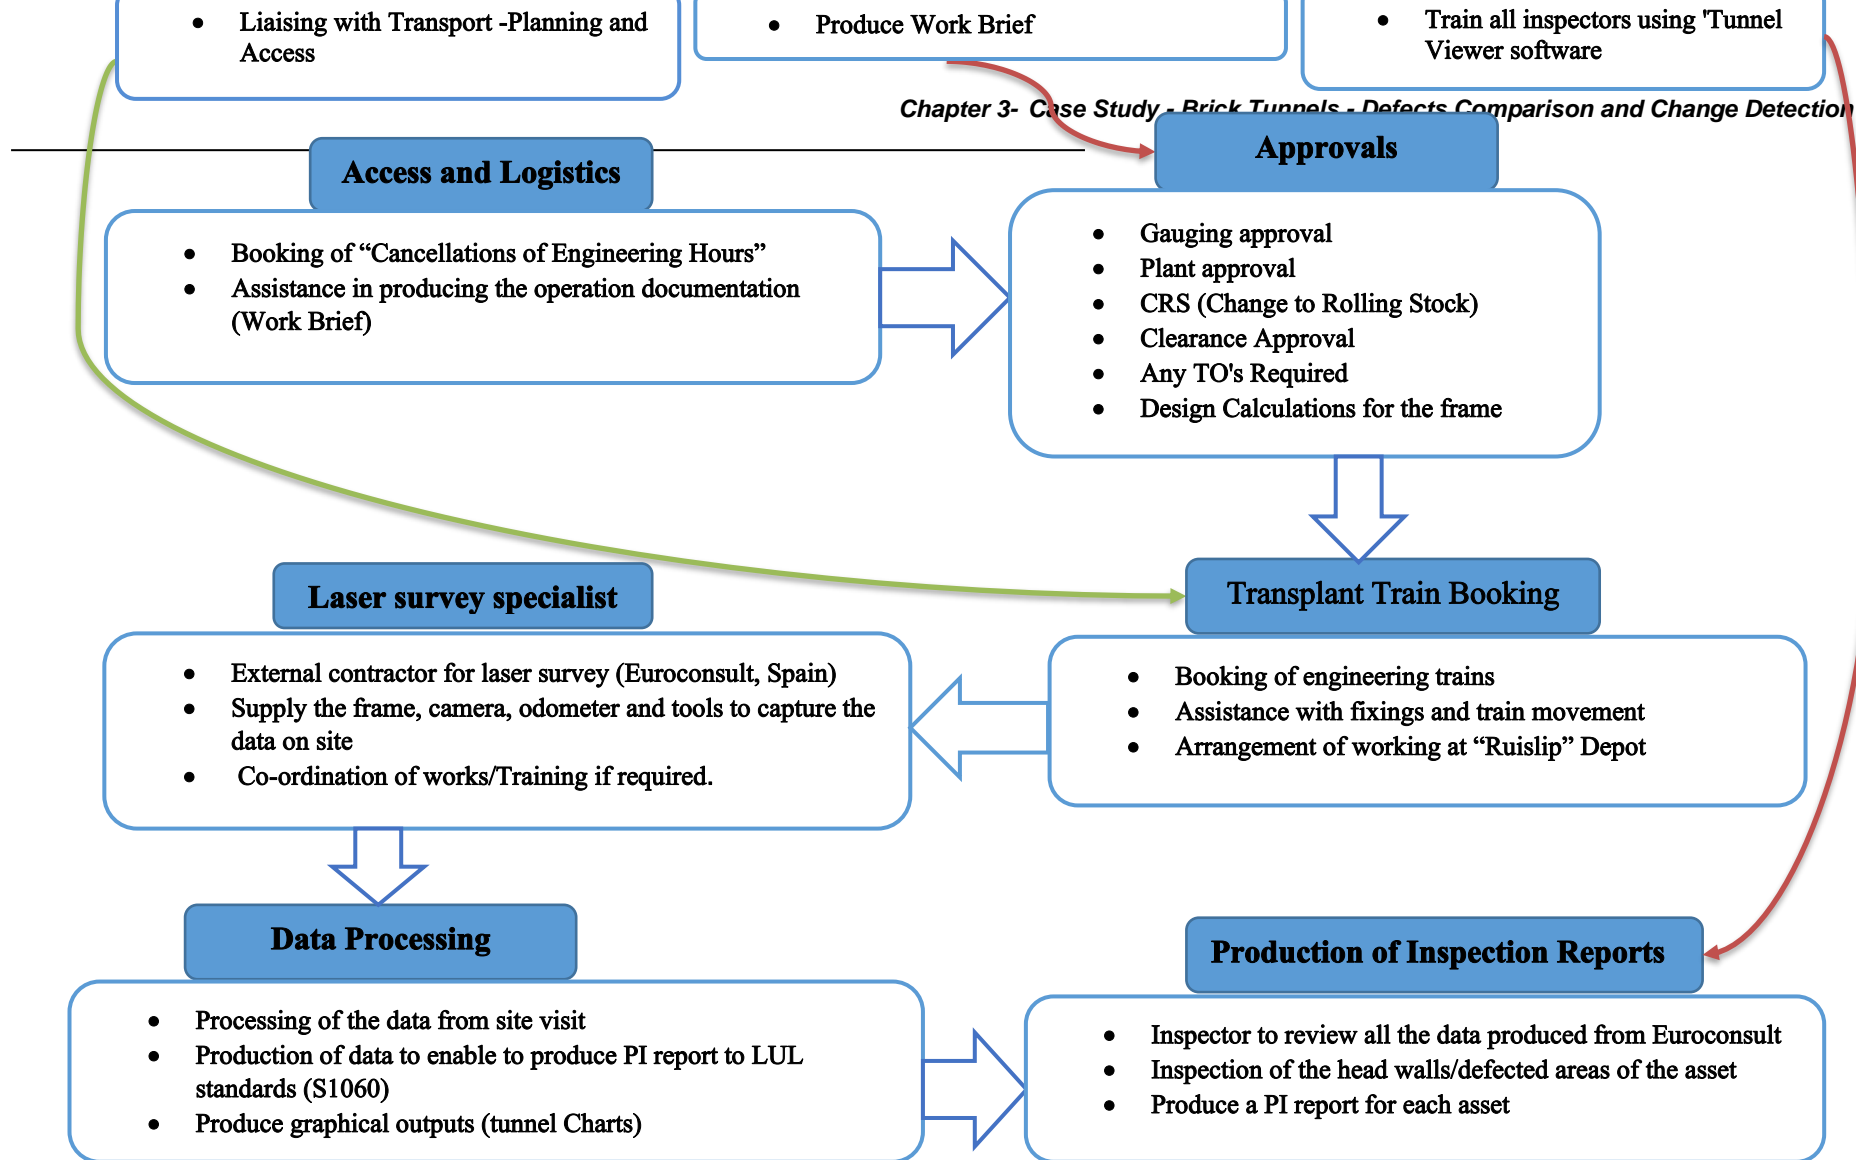 • Liaising with Transport -Planning and
Access
• Produce Work Brief
• Train all inspectors using 'Tunnel
Viewer software
Chapter 3- Case Study - Brick Tunnels - Defects Comparison and Change Detection
Access and Logistics
• Booking of “Cancellations of Engineering Hours”
• Assistance in producing the operation documentation
(Work Brief)
Approvals
• Gauging approval
• Plant approval
• CRS (Change to Rolling Stock)
• Clearance Approval
• Any TO's Required
• Design Calculations for the frame
Transplant Train Booking
• Booking of engineering trains
• Assistance with fixings and train movement
• Arrangement of working at “Ruislip” Depot
Laser survey specialist
• External contractor for laser survey (Euroconsult, Spain)
• Supply the frame, camera, odometer and tools to capture the
data on site
• Co-ordination of works/Training if required.
Data Processing
• Processing of the data from site visit
• Production of data to enable to produce PI report to LUL
standards (S1060)
• Produce graphical outputs (tunnel Charts)
Production of Inspection Reports
• Inspector to review all the data produced from Euroconsult
• Inspection of the head walls/defected areas of the asset
• Produce a PI report for each asset